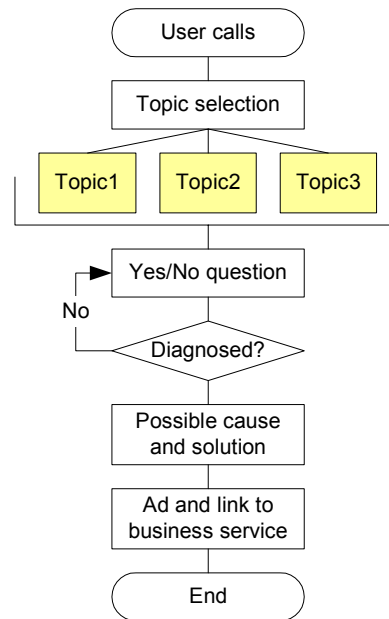 User calls
Topic selection
Topic1
Topic2
Topic3
Yes/No question
No
Diagnosed?
Possible cause
and solution
Ad and link to
business service
End